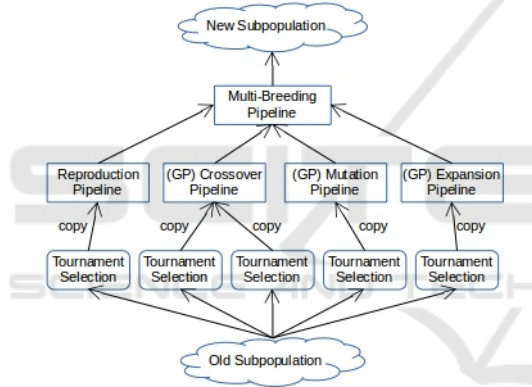 New Subpopulation
Multi-Breeding
Pipeline
Reproduction
Pipeline
(GP) Crossover
Pipeline
(GP) Mutation
Pipeline
(GP) Expansion
Pipeline
copy
copy
copy
copy
copy
Tournament
Selection
Tournament
Selection
Tournament
Selection
Tournament
Selection
Tournament
Selection
Old Subpopulation